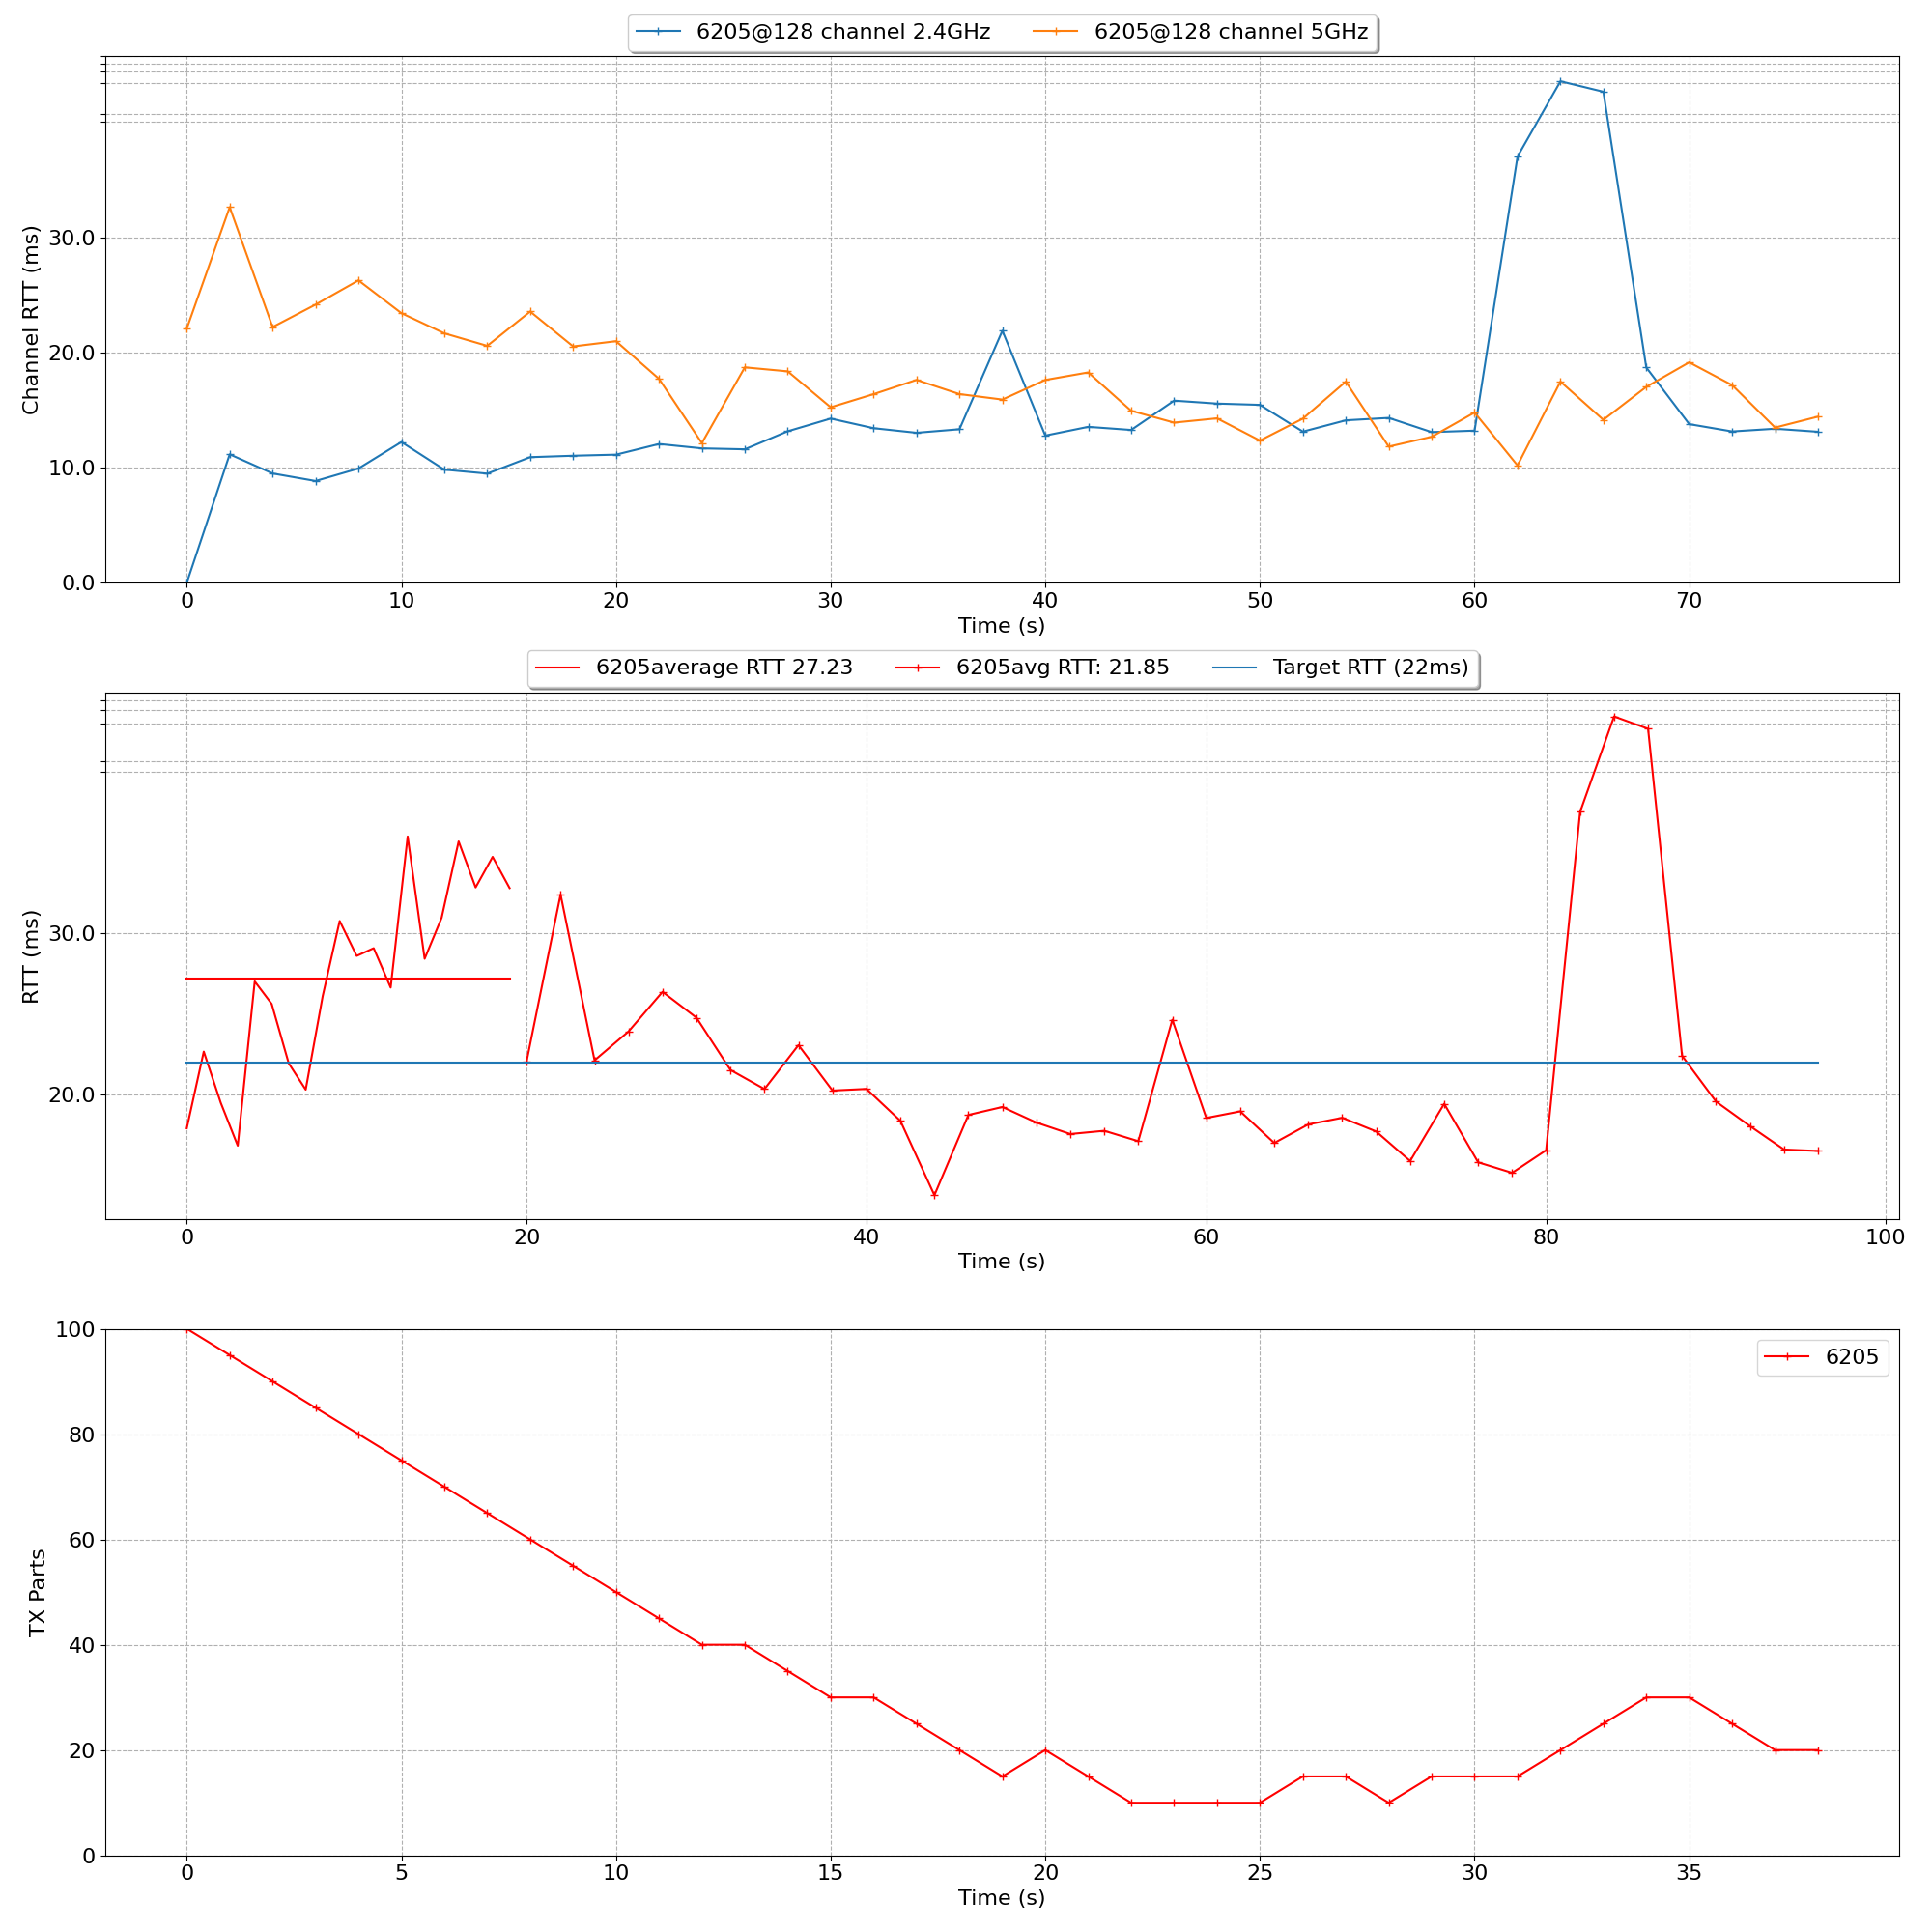 6205@128 channel 2.4GHz 6205@128 channel 5GHz
Channel RTT (ms)
30.0
20.0
10.0
0.0
0 10 20 30 40 50 60 70
Time (s)
6205average RTT 27.23 6205avg RTT: 21.85 Target RTT (22ms)
RTT (ms)
30.0
20.0
0 20 40 60 80 100
Time (s)
6205
TX Parts
100
80
60
40
20
0
0 5 10 15 20 25 30 35
Time (s)